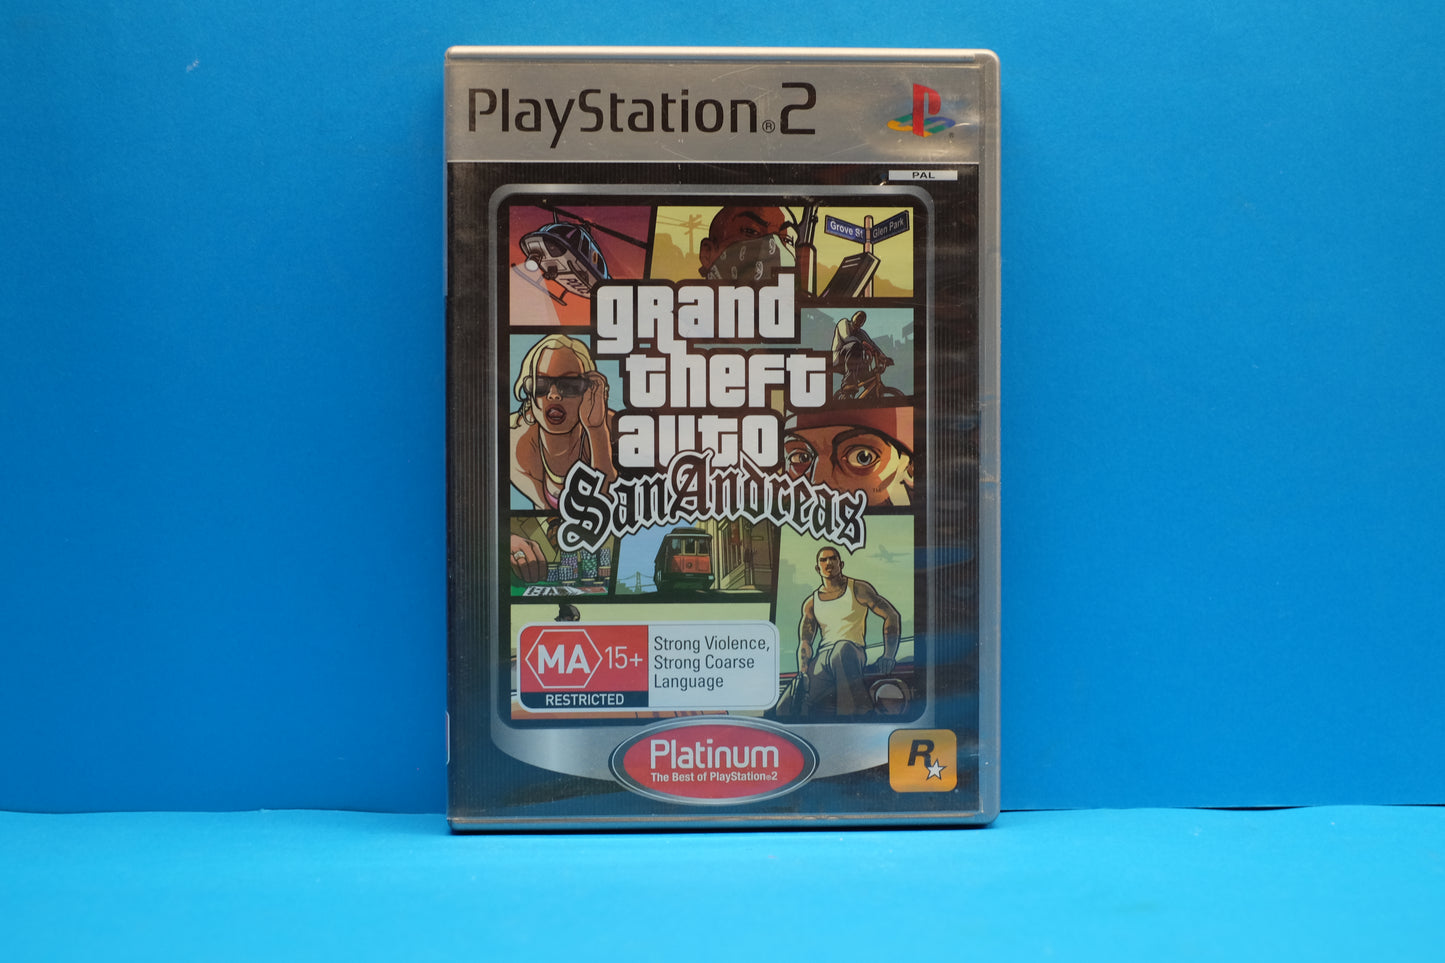 PlayStation®2
PAL
Grove St Glen Park
grand
theft
auto
San Andreas
MA 15+
RESTRICTED
Strong Violence,
Strong Coarse
Language
Platinum
The Best of PlayStation®2
R